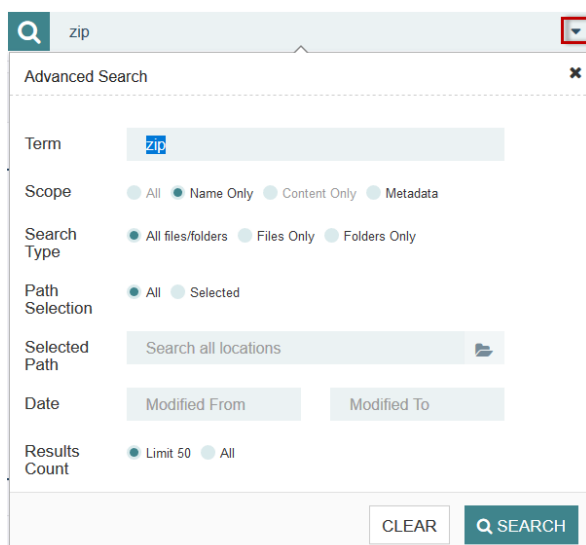 zip
Advanced Search
Term zip
Scope All Name Only Content Only Metadata
Search
Type
All files/folders Files Only Folders Only
Path
Selection
All Selected
Selected
Path
Search all locations
Date Modified From Modified To
Results
Count
Limit 50 All
CLEAR SEARCH